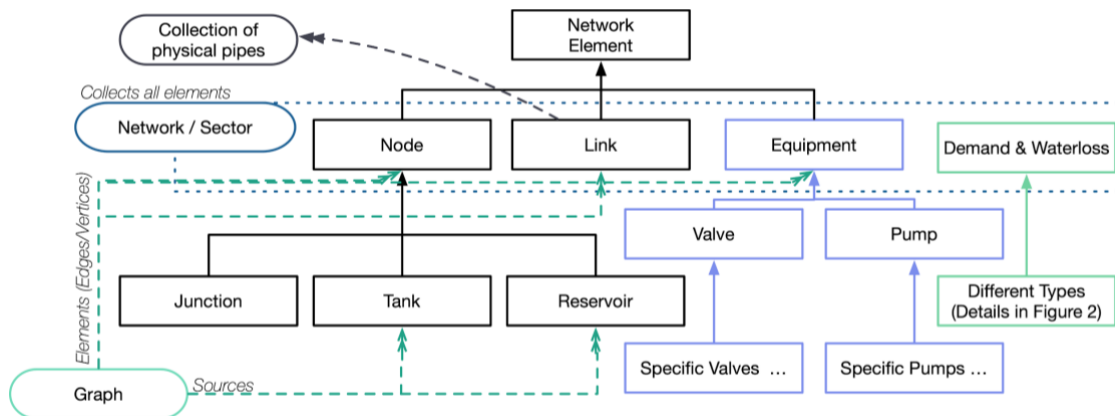 Collection of
physical pipes
Network
Element
Collects all elements
Network / Sector
Node
Link
Equipment
Demand & Waterloss
Elements (Edges/Vertices)
Valve
Pump
Junction
Tank
Reservoir
Different Types
(Details in Figure 2)
Specific Valves ...
Specific Pumps ...
Graph
Sources